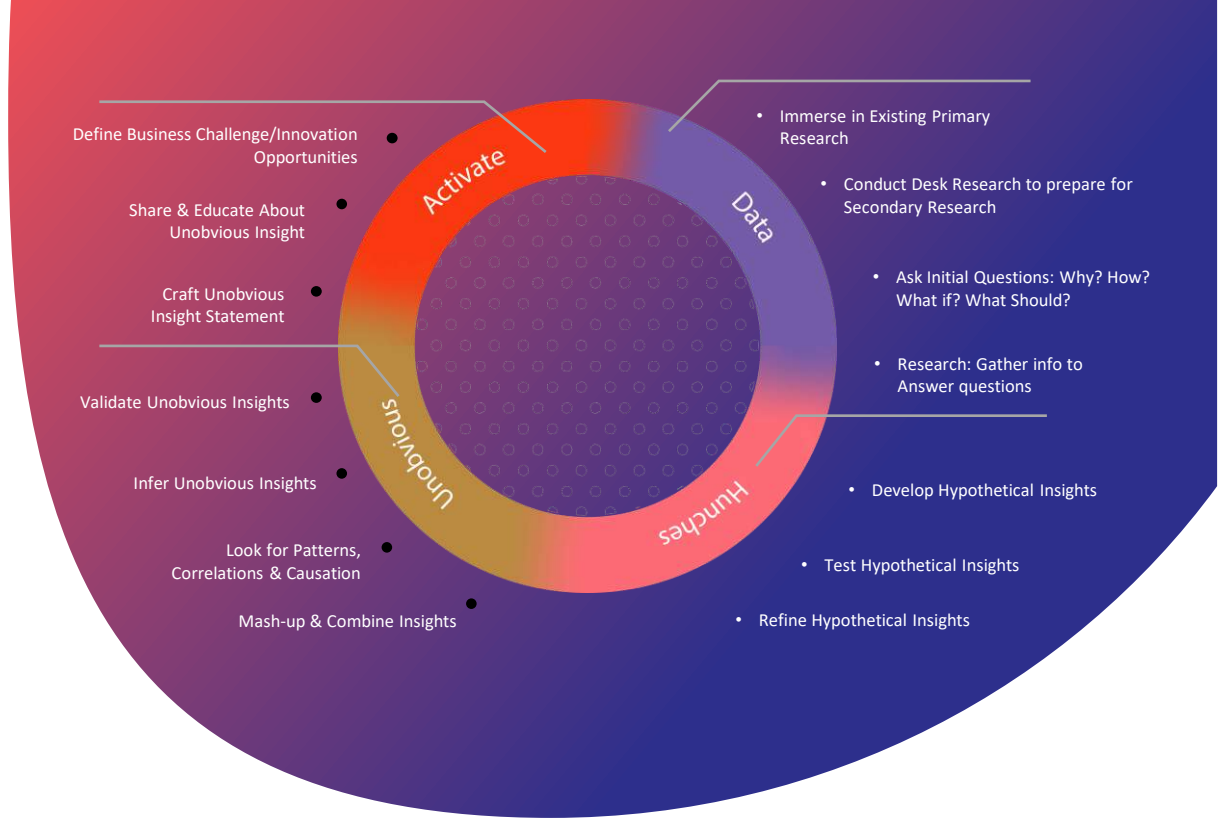 Activate
Define Business Challenge/Innovation
Opportunities
Share & Educate About
Unobvious Insight
Craft Unobvious
Insight Statement
Data
• Immerse in Existing Primary
Research
• Conduct Desk Research to prepare for
Secondary Research
• Ask Initial Questions: Why? How?
What if? What Should?
• Research: Gather info to
Answer questions
Hunches
• Develop Hypothetical Insights
• Test Hypothetical Insights
• Refine Hypothetical Insights
Unobvious
Validate Unobvious Insights
Infer Unobvious Insights
Look for Patterns,
Correlations & Causation
Mash-up & Combine Insights